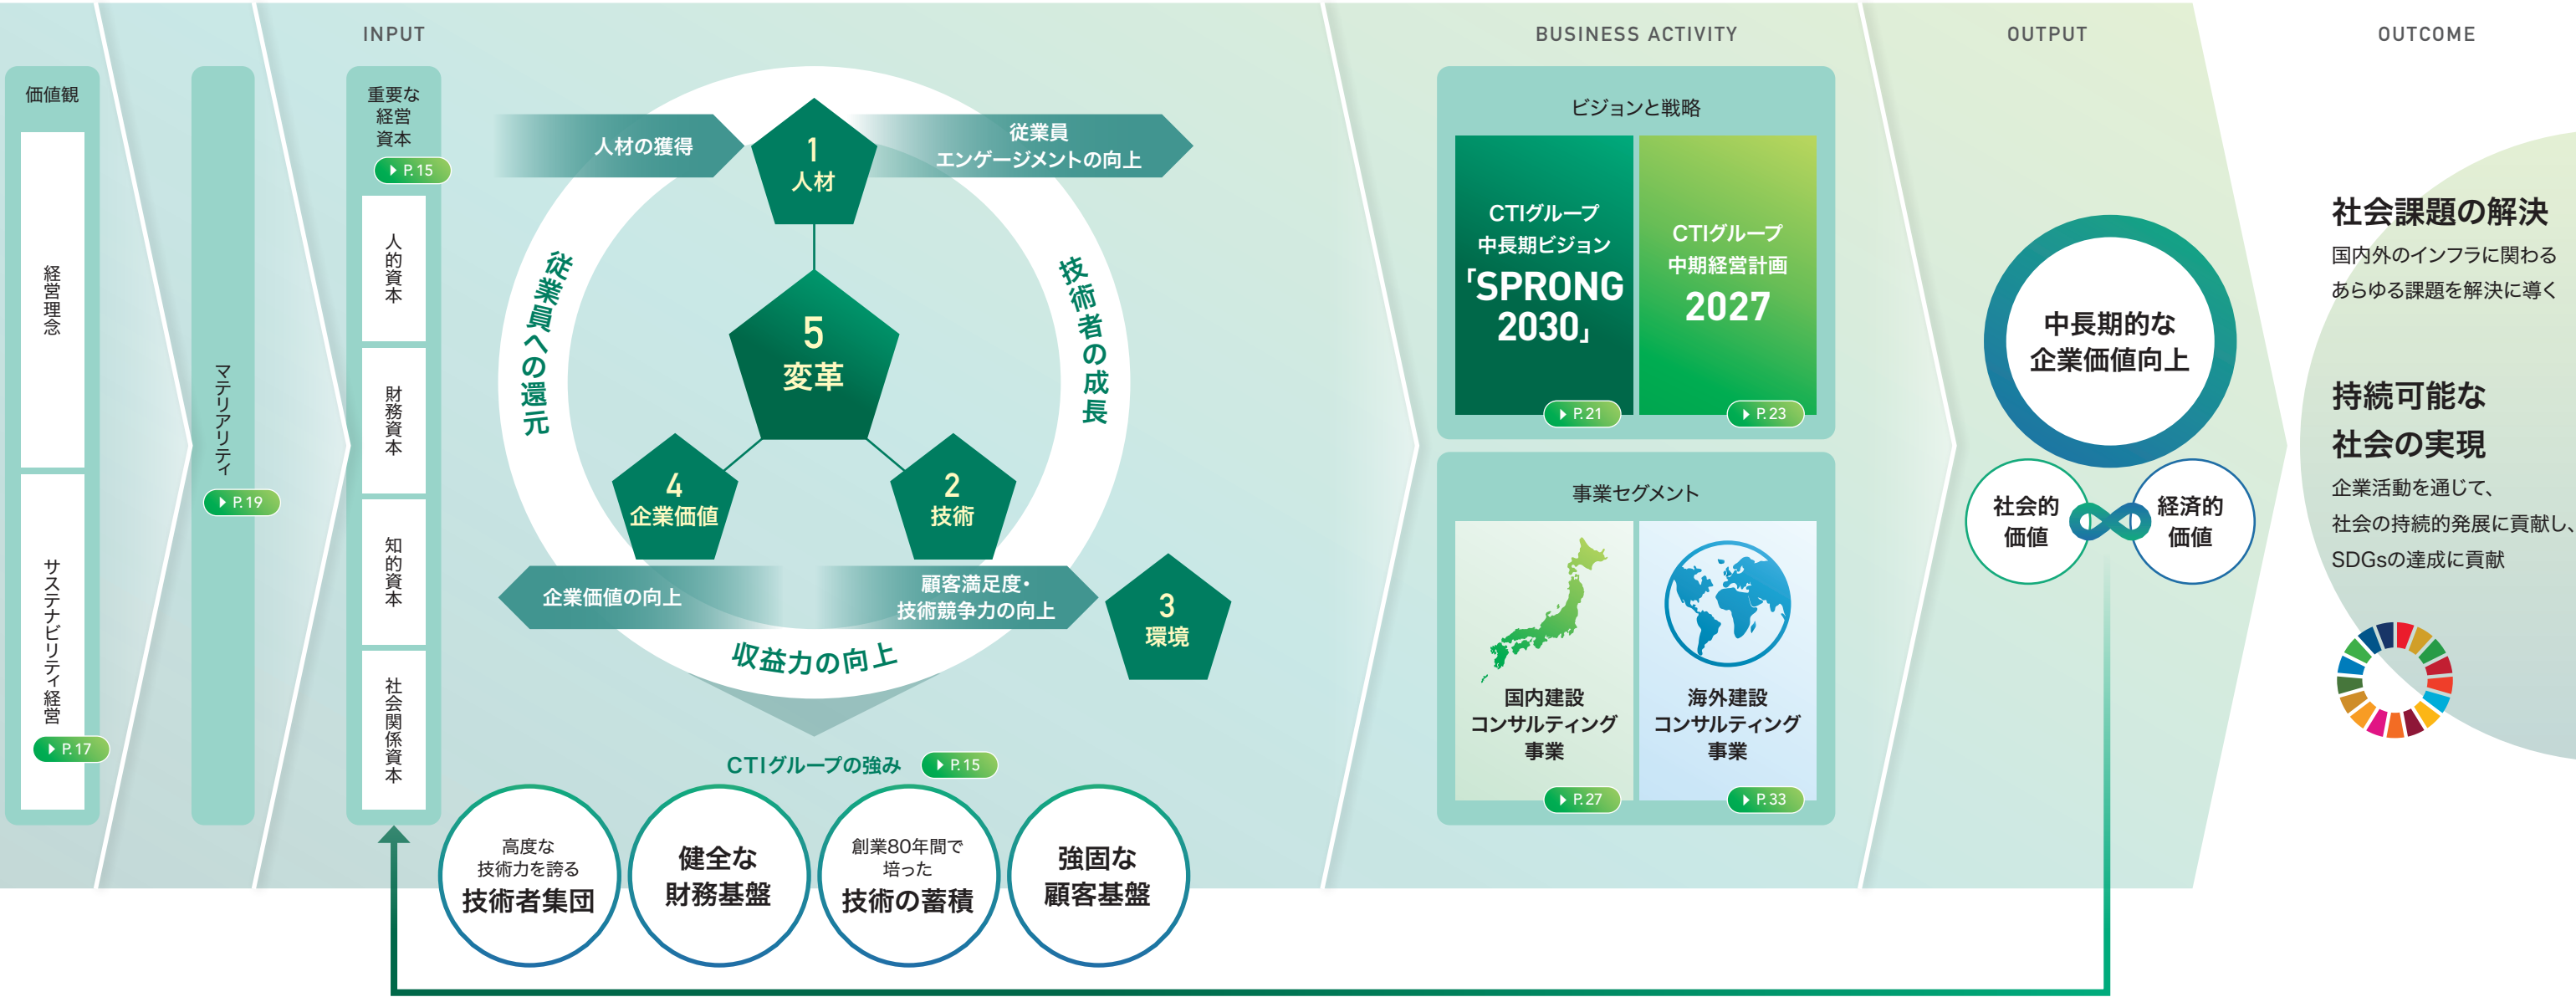 INPUT
BUSINESS ACTIVITY
OUTPUT
OUTCOME
価値観
経営理念
サステナビリティ経営
P.17
マテリアリティ
P.19
重要な
経営
資本
P.15
人的資本
財務資本
知的資本
社会関係資本
人材の獲得
1
人材
従業員
エンゲージメントの向上
従業員への還元
技術者の成長
5
変革
4
企業価値
2
技術
企業価値の向上
顧客満足度・
技術競争力の向上
3
環境
収益力の向上
CTIグループの強み
P.15
高度な
技術力を誇る
技術者集団
健全な
財務基盤
創業80年間で
培った
技術の蓄積
強固な
顧客基盤
ビジョンと戦略
CTIグループ
中長期ビジョン
「SPRONG
2030」
P.21
CTIグループ
中期経営計画
2027
P.23
事業セグメント
国内建設
コンサルティング
事業
P.27
海外建設
コンサルティング
事業
P.33
中長期的な
企業価値向上
社会的
価値
経済的
価値
社会課題の解決
国内外のインフラに関わる
あらゆる課題を解決に導く
持続可能な
社会の実現
企業活動を通じて、
社会の持続的発展に貢献し、
SDGsの達成に貢献